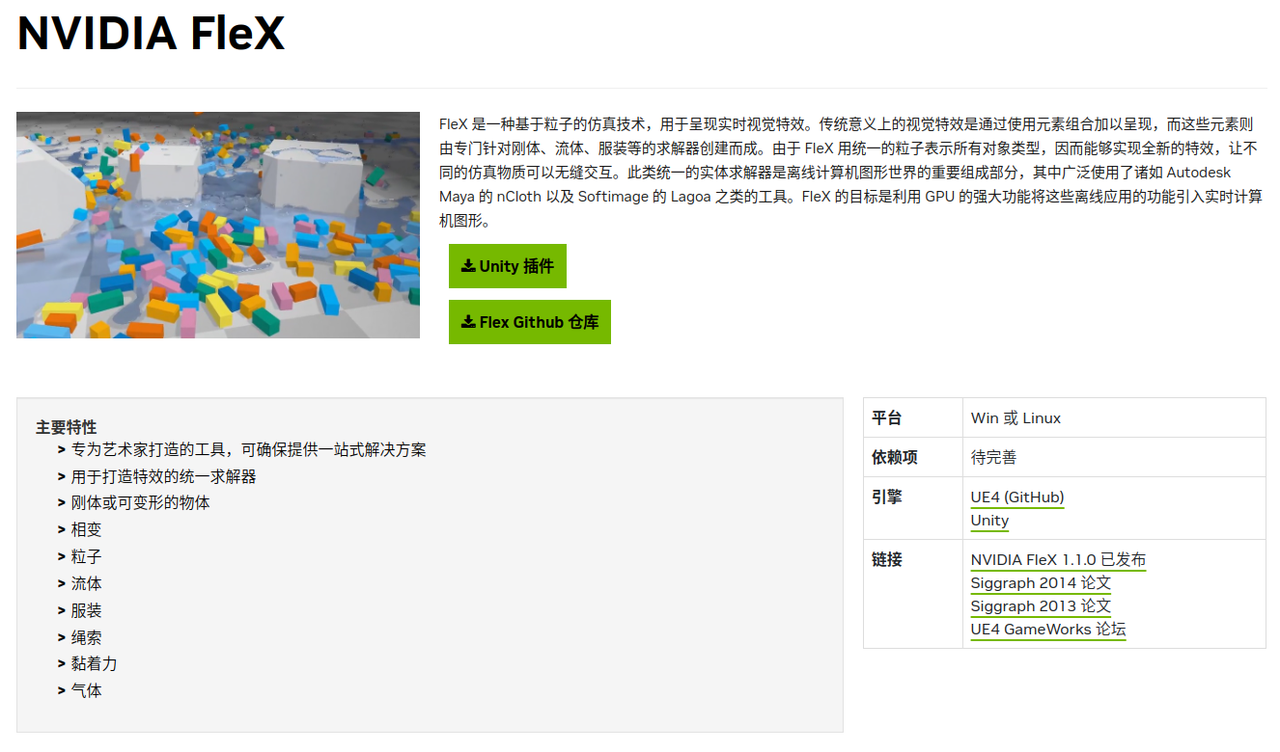 NVIDIA FleX
FleX 是一种基于粒子的仿真技术，用于呈现实时视觉特效。传统意义上的视觉特效是通过使用元素组合加以呈现，而这些元素则
由专门针对刚体、流体、服装等的求解器创建而成。由于 FleX 用统一的粒子表示所有对象类型，因而能够实现全新的特效，让不
同的仿真物质可以无缝交互。此类统一的实体求解器是离线计算机图形世界的重要组成部分，其中广泛使用了诸如 Autodesk
Maya 的 nCloth 以及 Softimage 的 Lagoa 之类的工具。FleX 的目标是利用 GPU 的强大功能将这些离线应用的功能引入实时计算
机图形。
Unity 插件
Flex Github 仓库
主要特性
> 专为艺术家打造的工具，可确保提供一站式解决方案
> 用于打造特效的统一求解器
> 刚体或可变形的物体
> 相变
> 粒子
> 流体
> 服装
> 绳索
> 黏着力
> 气体
平台 Win 或 Linux
依赖项 待完善
引擎 UE4 (GitHub)
Unity
链接 NVIDIA FleX 1.1.0 已发布
Siggraph 2014 论文
Siggraph 2013 论文
UE4 GameWorks 论坛